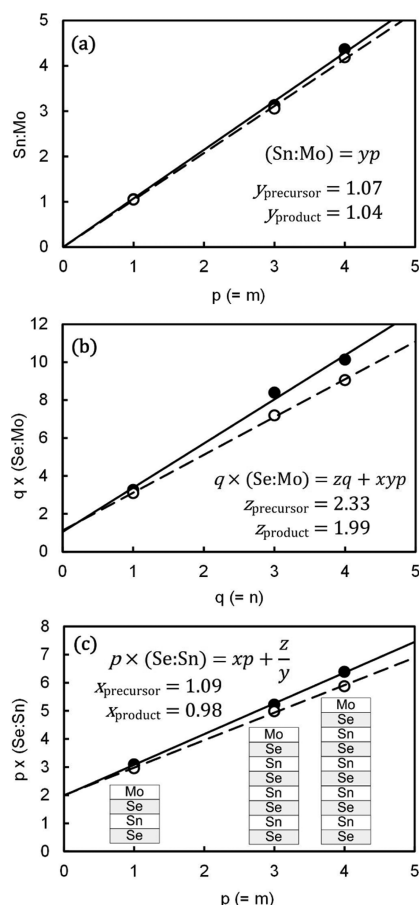 (a)
5
4
3
2
1
0
Sn:Mo
(Sn:Mo) = yp
y_precursor = 1.07
y_product = 1.04
0 1 2 3 4 5
p (= m)
(b)
12
10
8
6
4
2
0
q x (Se:Mo)
q × (Se:Mo) = zq + xyp
z_precursor = 2.33
z_product = 1.99
0 1 2 3 4 5
q (= n)
(c)
8
7
6
5
4
3
2
1
0
p x (Se:Sn)
p × (Se:Sn) = xp + z/y
x_precursor = 1.09
x_product = 0.98
Mo
Se
Sn
Se
Mo
Se
Sn
Se
Sn
Se
Sn
Se
Mo
Se
Sn
Se
Sn
Se
Sn
Se
Sn
Se
0 1 2 3 4 5
p (= m)